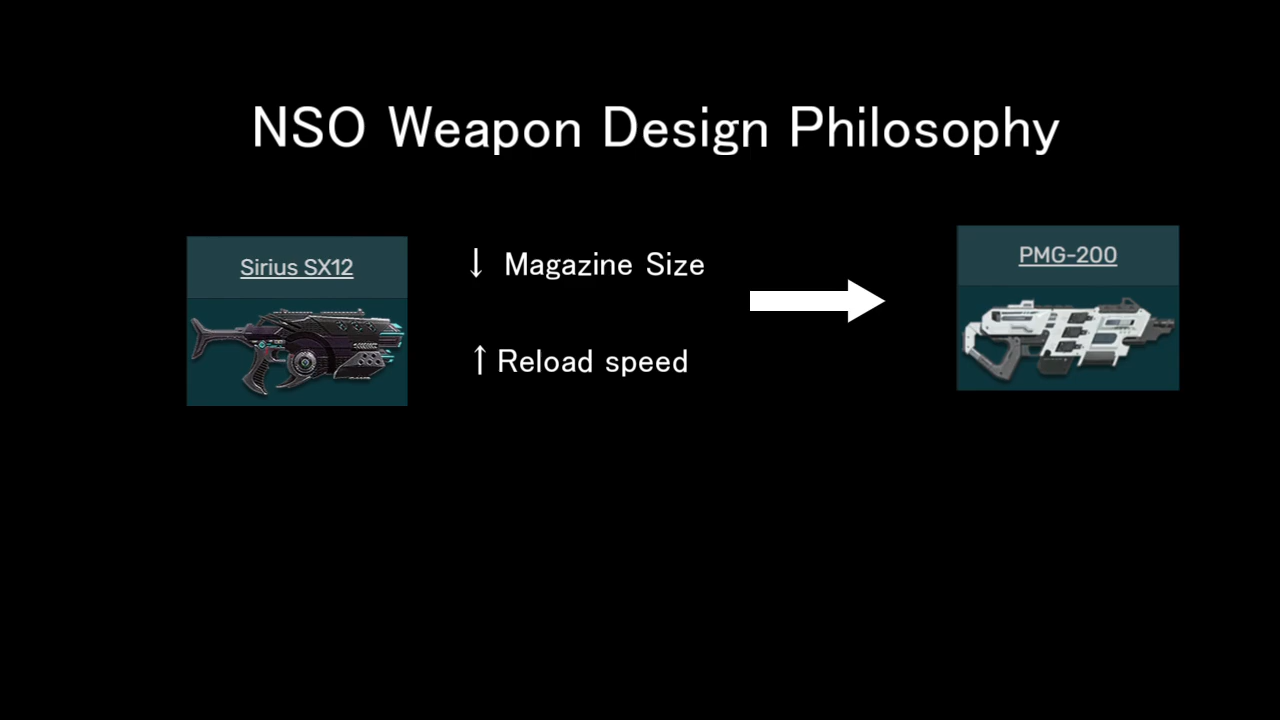 NSO Weapon Design Philosophy
Sirius SX12
↓ Magazine Size
↑ Reload speed
PMG-200